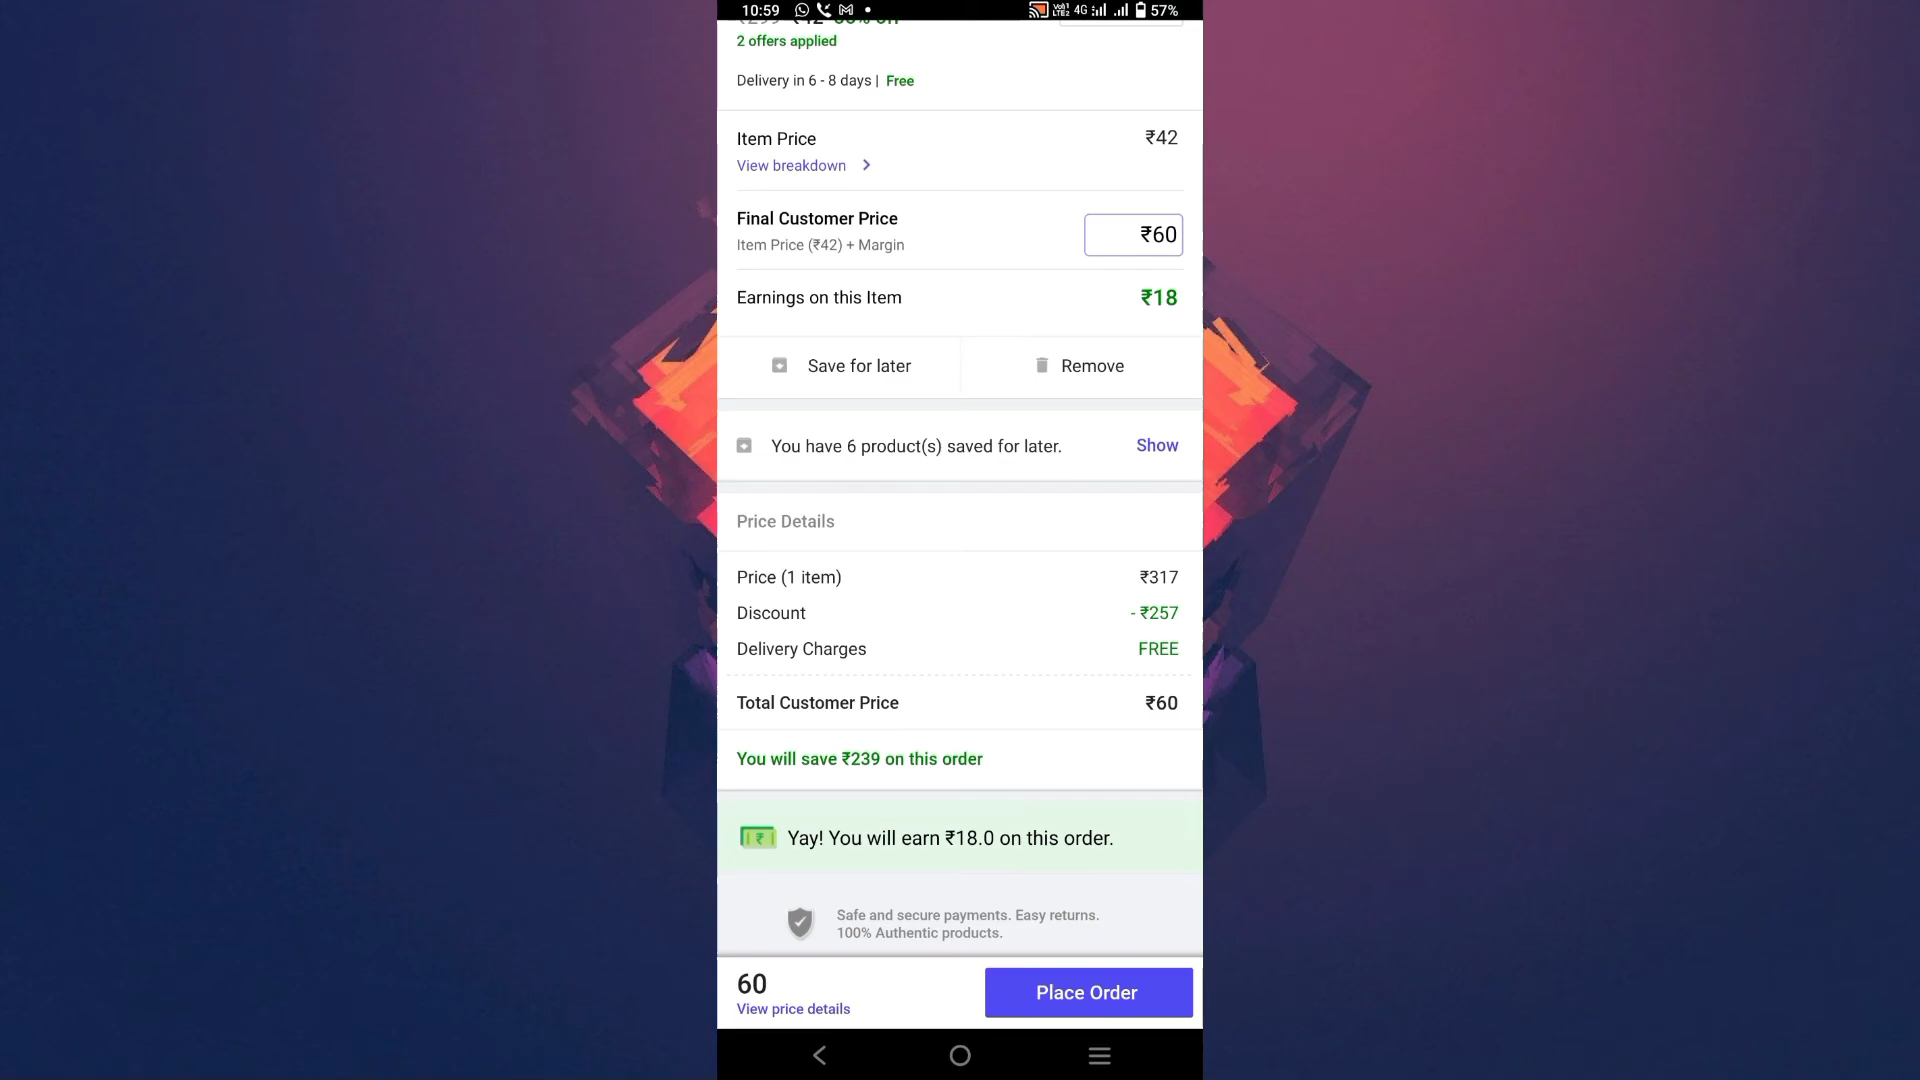 10:59
4G
57%
2 offers applied
Delivery in 6 - 8 days | Free
Item Price ₹42
View breakdown
Final Customer Price ₹60
Item Price (₹42) + Margin
Earnings on this Item ₹18
Save for later Remove
You have 6 product(s) saved for later. Show
Price Details
Price (1 item) ₹317
Discount - ₹257
Delivery Charges FREE
Total Customer Price ₹60
You will save ₹239 on this order
Yay! You will earn ₹18.0 on this order.
Safe and secure payments. Easy returns.
100% Authentic products.
60
View price details
Place Order